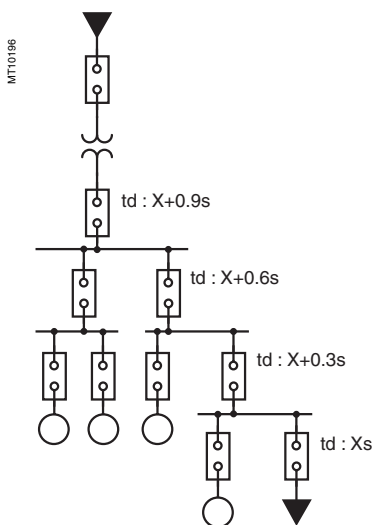 MT10196
td : X+0.9s
td : X+0.6s
td : X+0.3s
td : Xs